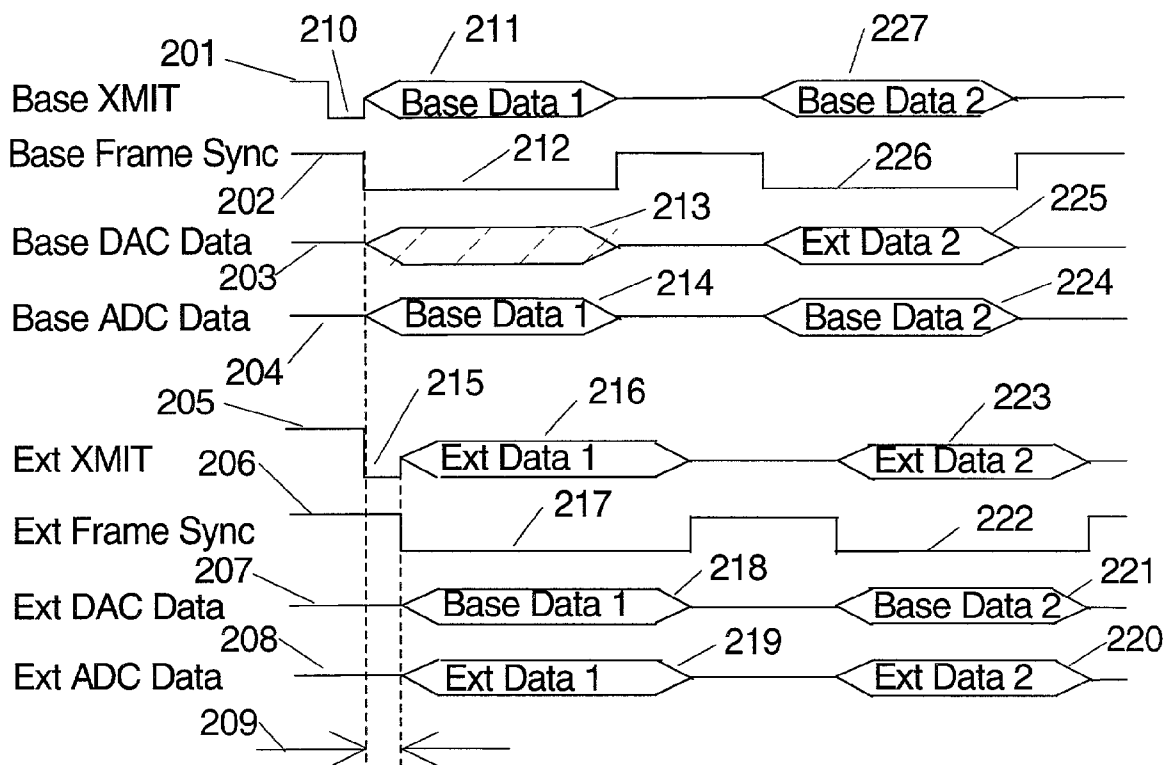 201 210 211 227
Base XMIT Base Data 1 Base Data 2
Base Frame Sync 212 226
202 213 225
Base DAC Data Ext Data 2
203 214 224
Base ADC Data Base Data 1 Base Data 2
204
205 215 216 223
Ext XMIT Ext Data 1 Ext Data 2
206 217 222
Ext Frame Sync
207 218 221
Ext DAC Data Base Data 1 Base Data 2
208 219 220
Ext ADC Data Ext Data 1 Ext Data 2
209